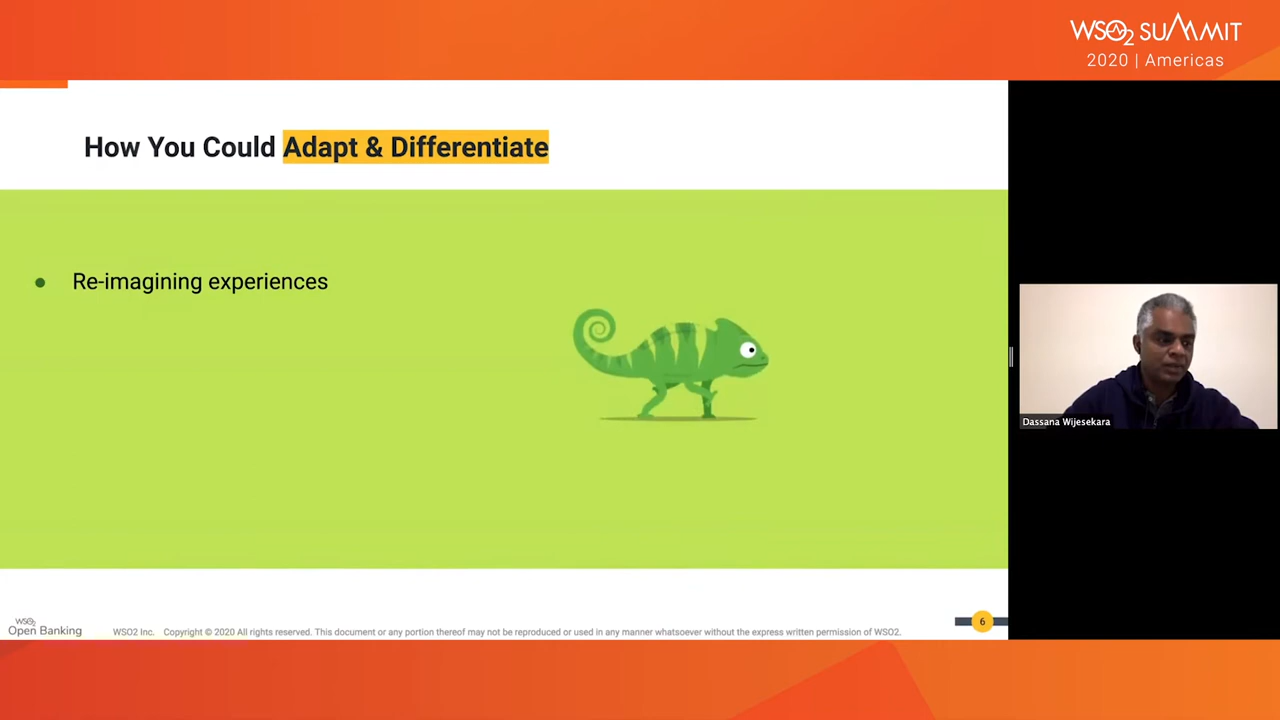 WSO2 SUMMIT
2020 | Americas
How You Could Adapt & Differentiate
● Re-imagining experiences
Dassana Wijesekara
WSO2
Open Banking
WSO2 Inc. Copyright © 2020 All rights reserved. This document or any portion thereof may not be reproduced or used in any manner whatsoever without the express written permission of WSO2.
6